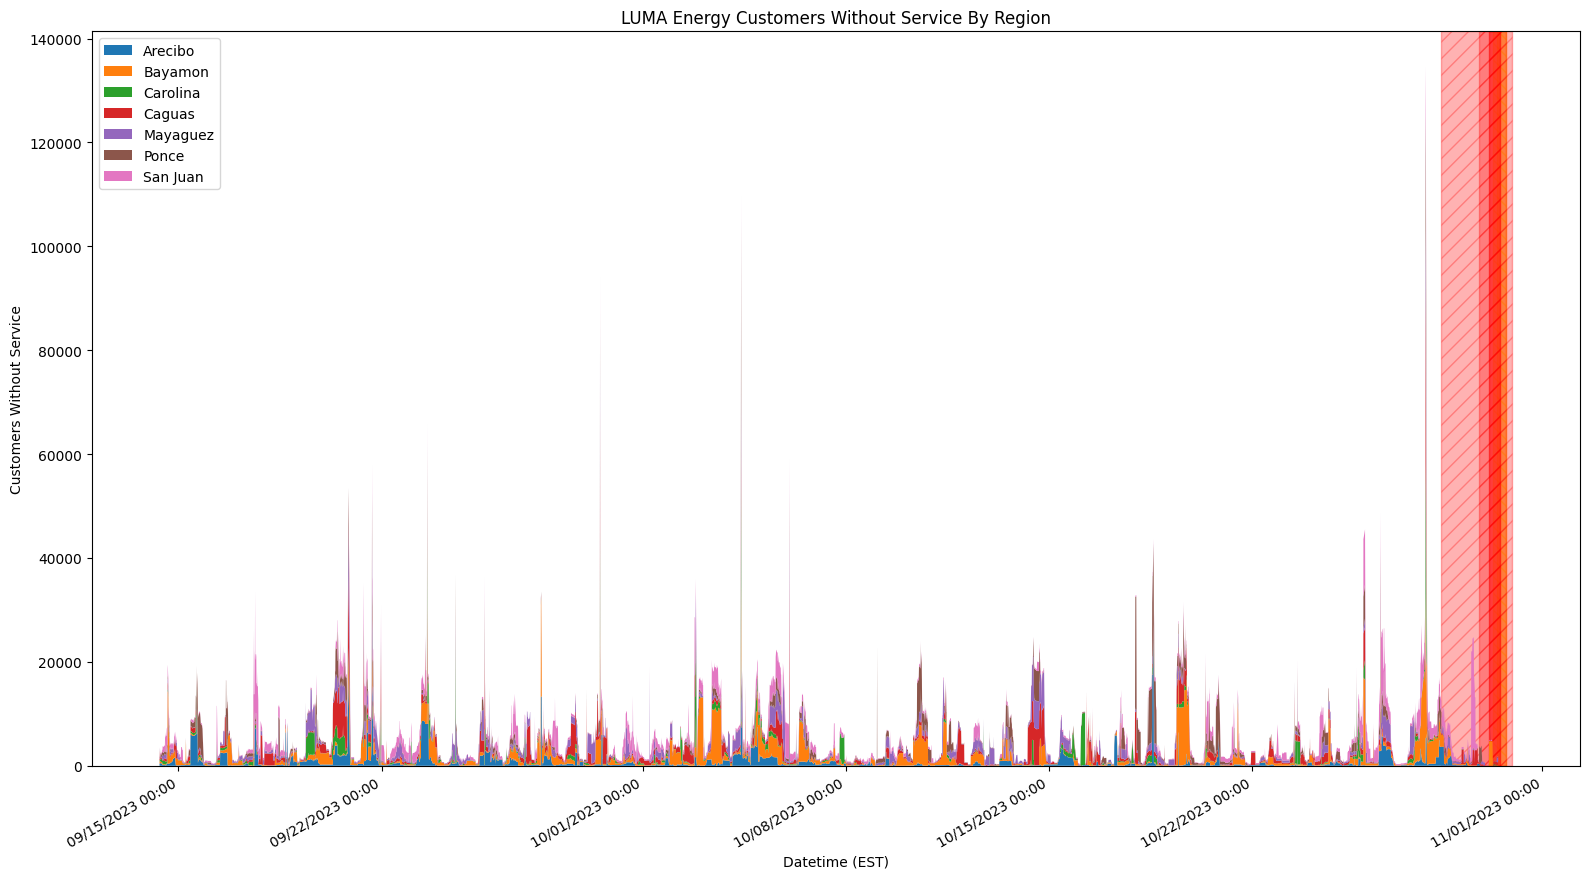 LUMA Energy Customers Without Service By Region
140000
120000
100000
80000
60000
40000
20000
0
Customers Without Service
Arecibo
Bayamon
Carolina
Caguas
Mayaguez
Ponce
San Juan
09/15/2023 00:00
09/22/2023 00:00
10/01/2023 00:00
10/08/2023 00:00
10/15/2023 00:00
10/22/2023 00:00
11/01/2023 00:00
Datetime (EST)